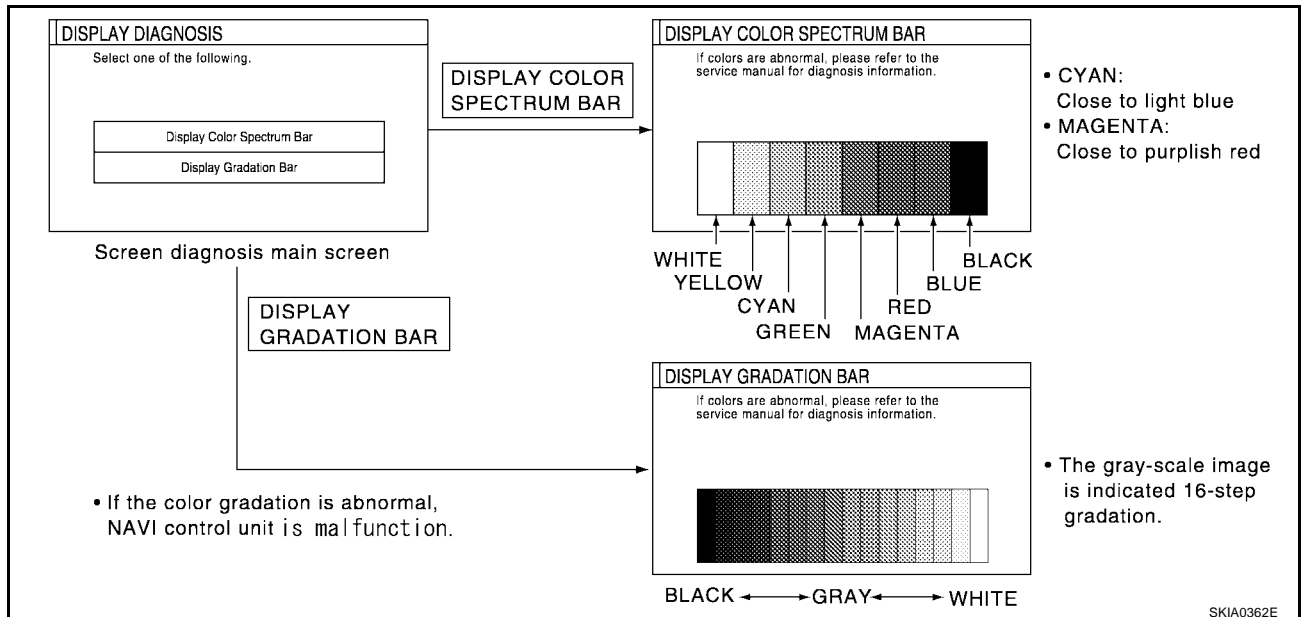 DISPLAY DIAGNOSIS
Select one of the following.
Display Color Spectrum Bar
Display Gradation Bar
Screen diagnosis main screen
DISPLAY COLOR
SPECTRUM BAR
DISPLAY COLOR SPECTRUM BAR
If colors are abnormal, please refer to the
service manual for diagnosis information.
WHITE
YELLOW
CYAN
GREEN
MAGENTA
RED
BLUE
BLACK
• CYAN:
Close to light blue
• MAGENTA:
Close to purplish red
DISPLAY
GRADATION BAR
• If the color gradation is abnormal,
NAVI control unit is malfunction.
DISPLAY GRADATION BAR
If colors are abnormal, please refer to the
service manual for diagnosis information.
BLACK GRAY WHITE
• The gray-scale image
is indicated 16-step
gradation.
SKIA0362E